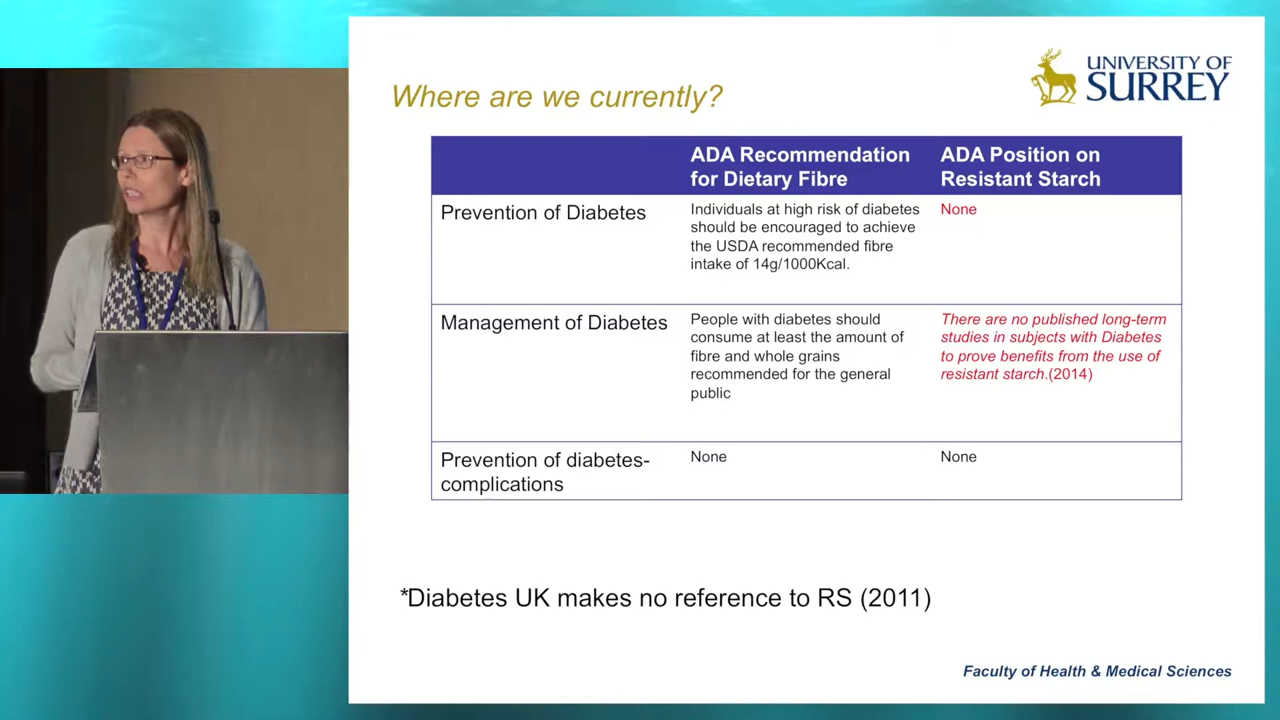 UNIVERSITY OF
SURREY
Where are we currently?
ADA Recommendation
for Dietary Fibre
ADA Position on
Resistant Starch
Prevention of Diabetes
Individuals at high risk of diabetes
should be encouraged to achieve
the USDA recommended fibre
intake of 14g/1000Kcal.
None
Management of Diabetes
People with diabetes should
consume at least the amount of
fibre and whole grains
recommended for the general
public
There are no published long-term
studies in subjects with Diabetes
to prove benefits from the use of
resistant starch.(2014)
Prevention of diabetes-
complications
None
None
*Diabetes UK makes no reference to RS (2011)
Faculty of Health & Medical Sciences